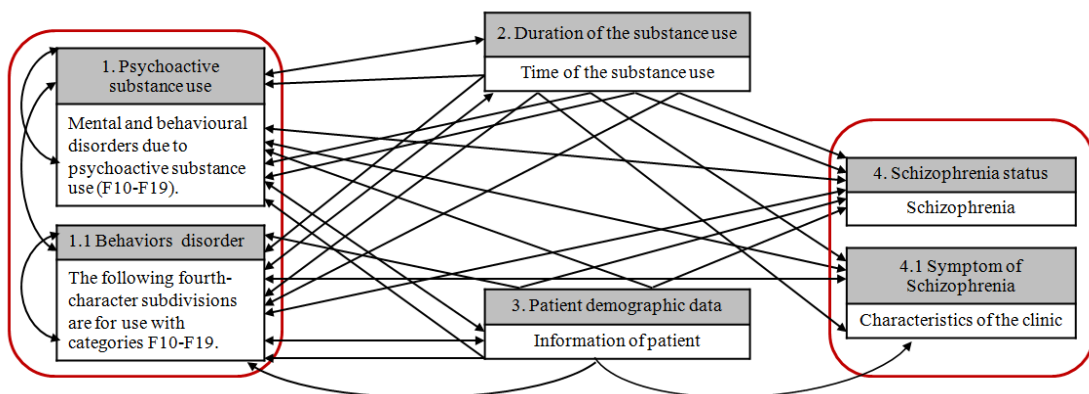 1. Psychoactive
substance use
Mental and behavioural
disorders due to
psychoactive substance
use (F10-F19).
1.1 Behaviors disorder
The following fourth-
character subdivisions
are for use with
categories F10-F19.
2. Duration of the substance use
Time of the substance use
3. Patient demographic data
Information of patient
4. Schizophrenia status
Schizophrenia
4.1 Symptom of
Schizophrenia
Characteristics of the clinic